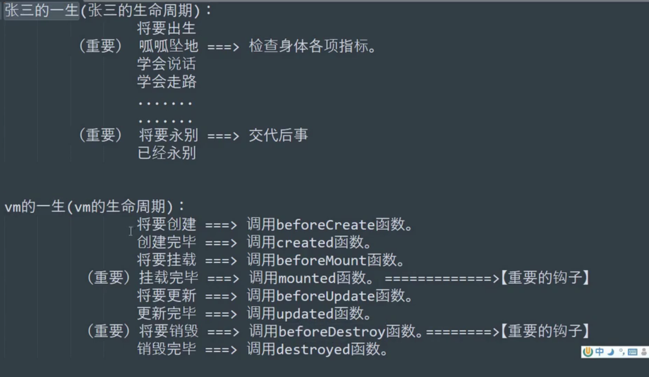 张三的一生(张三的生命周期)：
将要出生
（重要） 呱呱坠地 ===> 检查身体各项指标。
学会说话
学会走路
.......
.......
（重要） 将要永别 ===> 交代后事
已经永别
vm的一生(vm的生命周期)：
将要创建 ===> 调用beforeCreate函数。
创建完毕 ===> 调用created函数。
将要挂载 ===> 调用beforeMount函数。
（重要）挂载完毕 ===> 调用mounted函数。 =============>【重要的钩子】
将要更新 ===> 调用beforeUpdate函数。
更新完毕 ===> 调用updated函数。
（重要）将要销毁 ===> 调用beforeDestroy函数。========>【重要的钩子】
销毁完毕 ===> 调用destroyed函数。
中